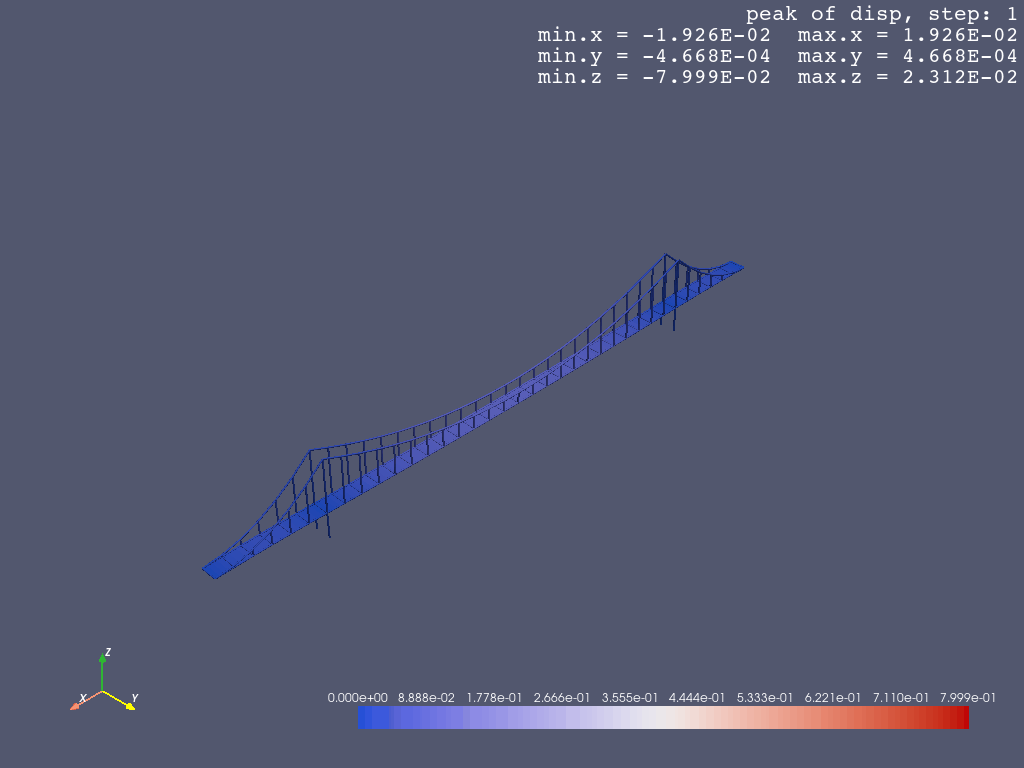 peak of disp, step: 1
min.x = -1.926E-02  max.x = 1.926E-02
min.y = -4.668E-04  max.y = 4.668E-04
min.z = -7.999E-02  max.z = 2.312E-02
Z
X Y
0.000e+00 8.888e-02 1.778e-01 2.666e-01 3.555e-01 4.444e-01 5.333e-01 6.221e-01 7.110e-01 7.999e-01